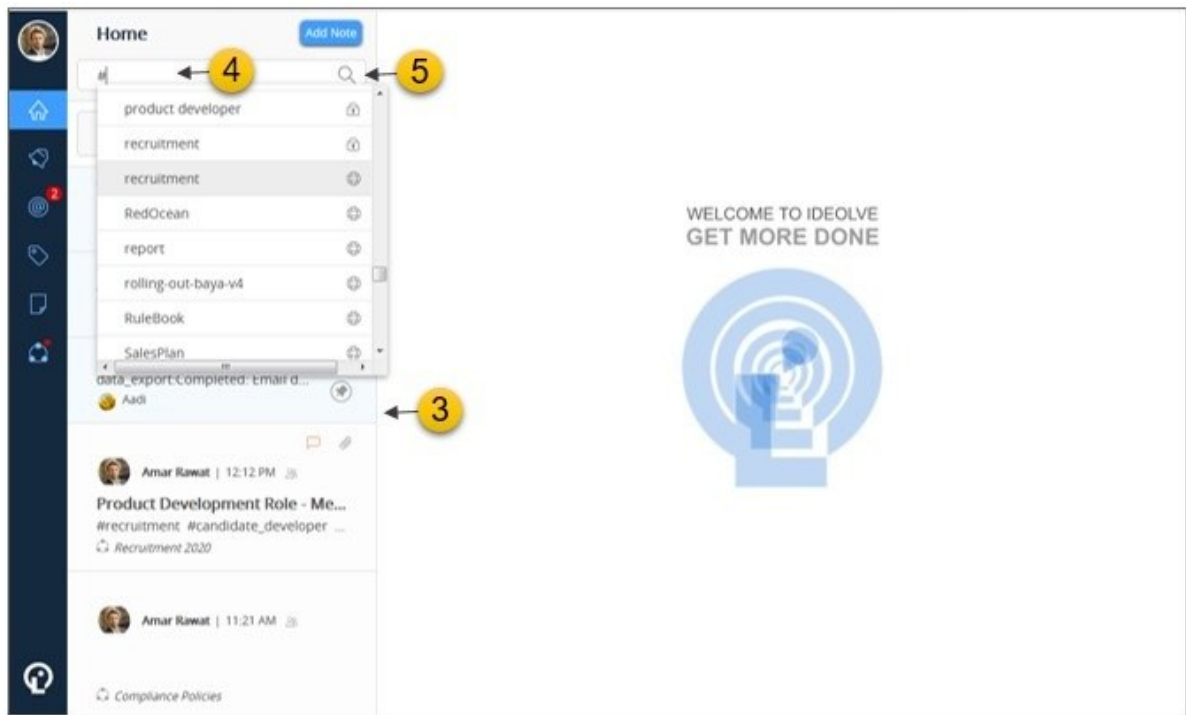 Home
Add Note
#
4
5
product developer
recruitment
recruitment
RedOcean
report
rolling-out-baya-v4
RuleBook
SalesPlan
data_export:Completed: Email d...
Aadi
3
Amar Rawat | 12:12 PM
Product Development Role - Me...
#recruitment #candidate_developer ...
Recruitment 2020
Amar Rawat | 11:21 AM
Compliance Policies
2
@
WELCOME TO IDEOLVE
GET MORE DONE